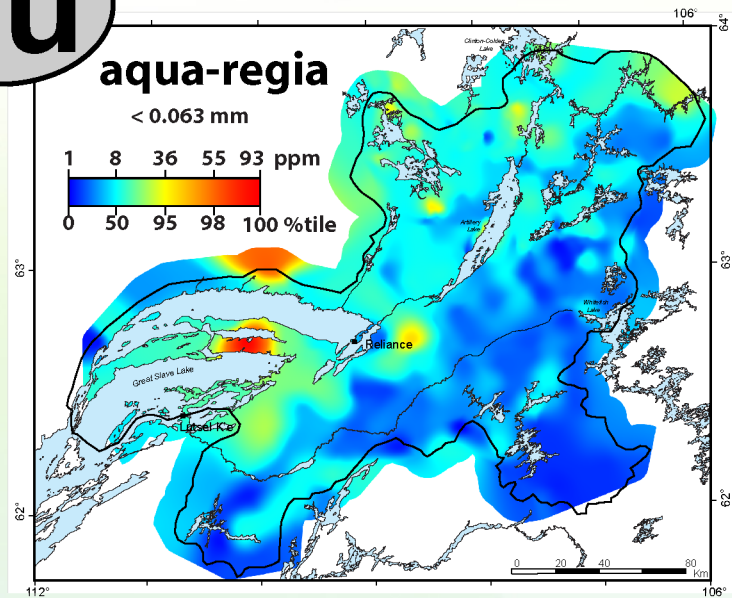 u
aqua-regia
< 0.063 mm
1 8 36 55 93 ppm
0 50 95 98 100 %tile
106°
64°
Clinton-Colden
Lake
Artillery
Lake
63°
63°
Whitefish
Lake
Reliance
Great Slave Lake
Lutsel K'e
62°
62°
0 20 40 80
Km
112°
106°